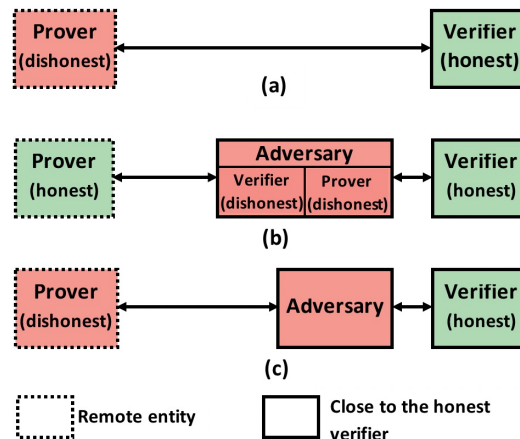 Prover
(dishonest)
Verifier
(honest)
(a)
Prover
(honest)
Adversary
Verifier
(dishonest)
Prover
(dishonest)
Verifier
(honest)
(b)
Prover
(dishonest)
Adversary
Verifier
(honest)
(c)
Remote entity
Close to the honest
verifier